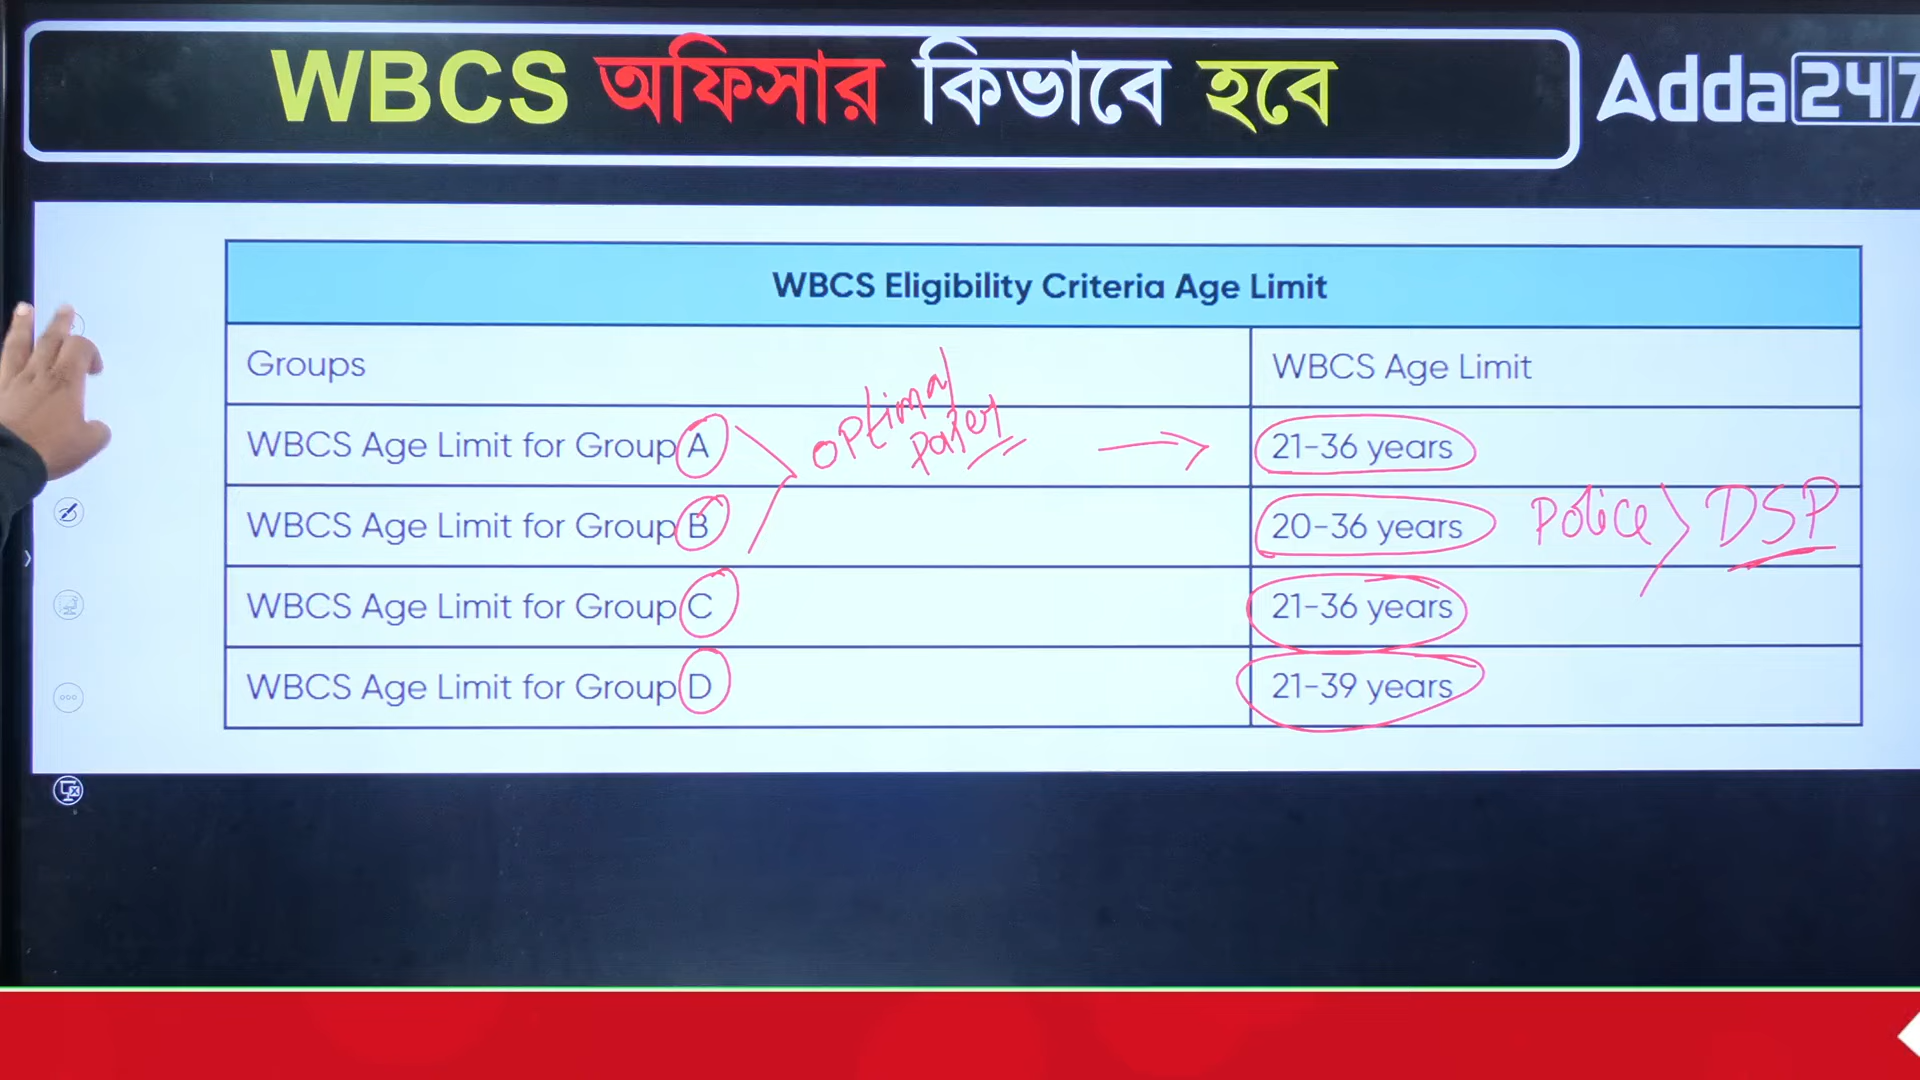 WBCS অফিসার কিভাবে হবে
Adda247
WBCS Eligibility Criteria Age Limit
Groups
WBCS Age Limit
WBCS Age Limit for Group A
optimal
Paper
21-36 years
WBCS Age Limit for Group B
20-36 years
Police > DSP
WBCS Age Limit for Group C
21-36 years
WBCS Age Limit for Group D
21-39 years